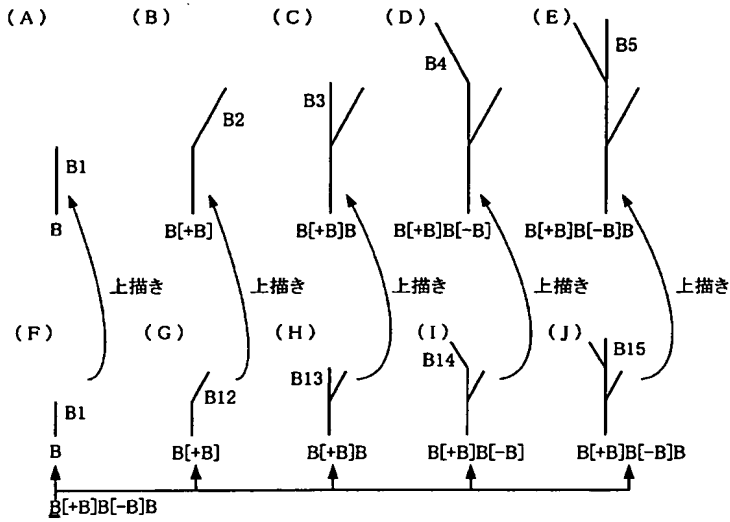 (A) (B) (C) (D) (E)
B5
B4
B3
B2
B1
B B[+B] B[+B]B B[+B]B[-B] B[+B]B[-B]B
上描き 上描き 上描き 上描き 上描き
(F) (G) (H) (I) (J)
B14 B15
B13
B1 B12
B B[+B] B[+B]B B[+B]B[-B] B[+B]B[-B]B
B[+B]B[-B]B